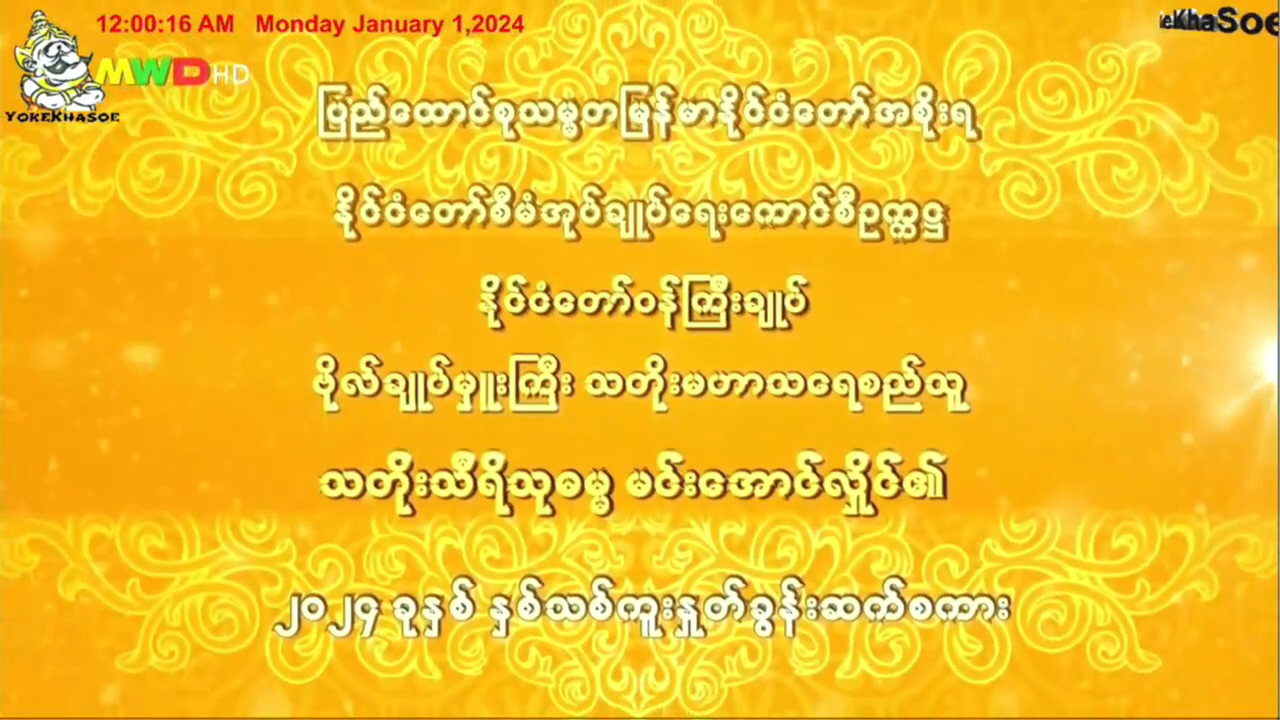 12:00:16 AM Monday January 1,2024
eKhaSoe
MWD HD
YOKEKHASOE
ပြည်ထောင်စုသမ္မတမြန်မာနိုင်ငံတော်အစိုးရ
နိုင်ငံတော်စီမံအုပ်ချုပ်ရေးကောင်စီဥက္ကဋ္ဌ
နိုင်ငံတော်ဝန်ကြီးချုပ်
ဗိုလ်ချုပ်မှူးကြီး သတိုးမဟာသရေစည်သူ
သတိုးသီရိသုဓမ္မ မင်းအောင်လှိုင်၏
၂၀၂၄ ခုနှစ် နှစ်သစ်ကူးနှုတ်ခွန်းဆက်စကား